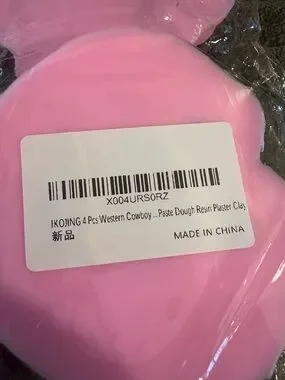 X004URS0RZ
IKOJING 4 Pcs Western Cowboy ... Paste Dough Resin Plaster Clay
新品
MADE IN CHINA